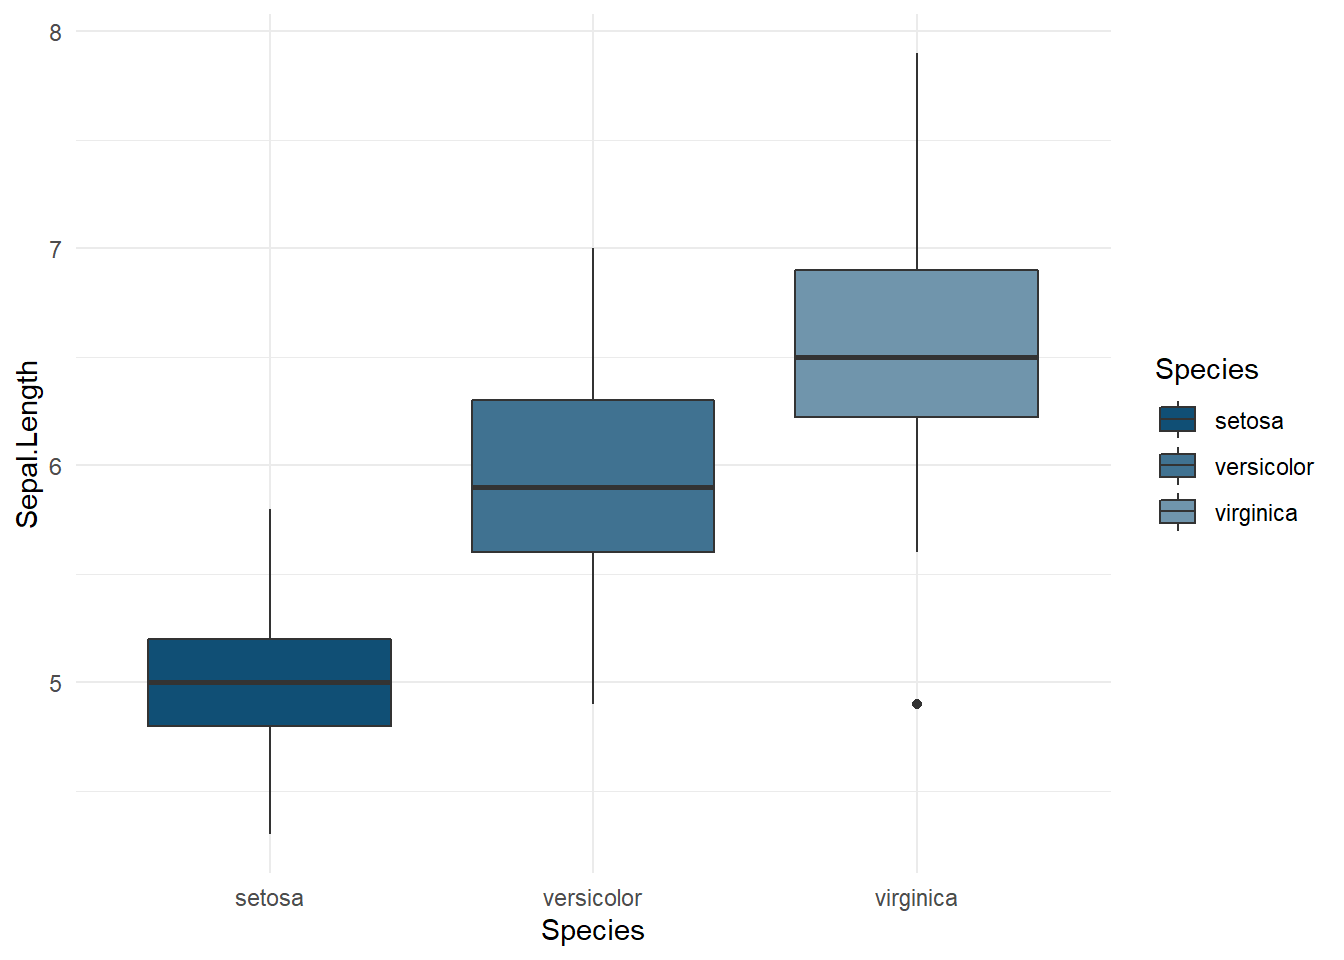 8
7
6
5
Sepal.Length
setosa
versicolor
virginica
Species
Species
setosa
versicolor
virginica